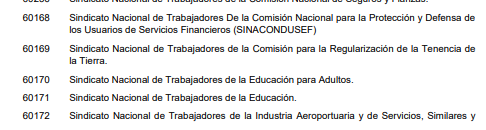 60168 Sindicato Nacional de Trabajadores De la Comisión Nacional para la Protección y Defensa de
los Usuarios de Servicios Financieros (SINACONDUSEF)
60169 Sindicato Nacional de Trabajadores de la Comisión para la Regularización de la Tenencia de
la Tierra.
60170 Sindicato Nacional de Trabajadores de la Educación para Adultos.
60171 Sindicato Nacional de Trabajadores de la Educación.
60172 Sindicato Nacional de Trabajadores de la Industria Aeroportuaria y de Servicios, Similares y